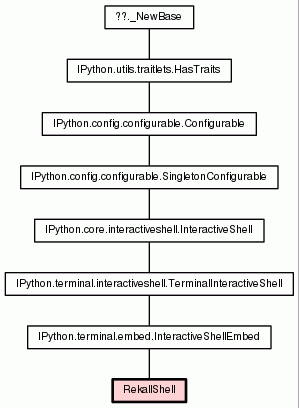 ??._NewBase
IPython.utils.traitlets.HasTraits
IPython.config.configurable.Configurable
IPython.config.configurable.SingletonConfigurable
IPython.core.interactiveshell.InteractiveShell
IPython.terminal.interactiveshell.TerminalInteractiveShell
IPython.terminal.embed.InteractiveShellEmbed
RekallShell